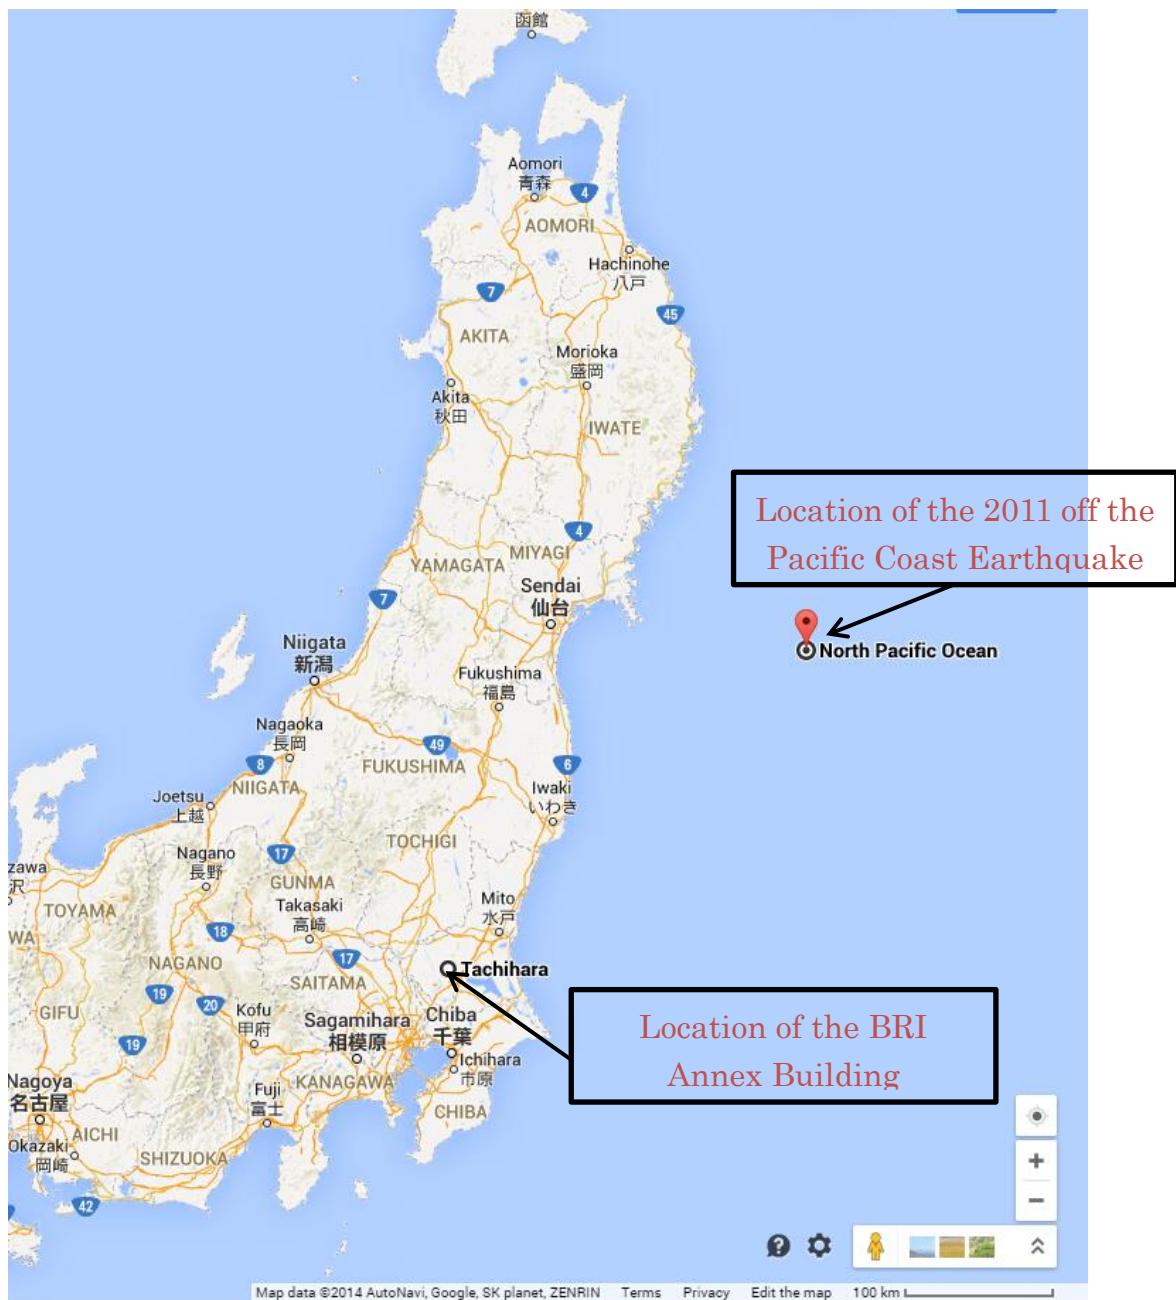 函館
Aomori
青森
4
AOMORI
Hachinohe
八戸
7
45
AKITA
Morioka
盛岡
Akita
秋田
IWATE
Location of the 2011 off the
Pacific Coast Earthquake
4
MIYAGI
YAMAGATA
Sendai
仙台
7
North Pacific Ocean
Niigata
新潟
Fukushima
福島
Nagaoka
長岡
49
8
FUKUSHIMA
6
NIIGATA
Iwaki
いわき
Joetsu
上越
TOCHIGI
Nagano
長野
17
zawa
沢
GUNMA
Mito
水戸
TOYAMA
Takasaki
高崎
18
WA
17
NAGANO
Tachihara
SAITAMA
19
20
GIFU
Kofu
甲府
Sagamihara
相模原
Chiba
千葉
Location of the BRI
Annex Building
19
Ichihara
市原
Nagoya
名古屋
Fuji
富士
KANAGAWA
CHIBA
AICHI
Okazaki
岡崎
SHIZUOKA
42
Map data ©2014 AutoNavi, Google, SK planet, ZENRIN Terms Privacy Edit the map 100 km